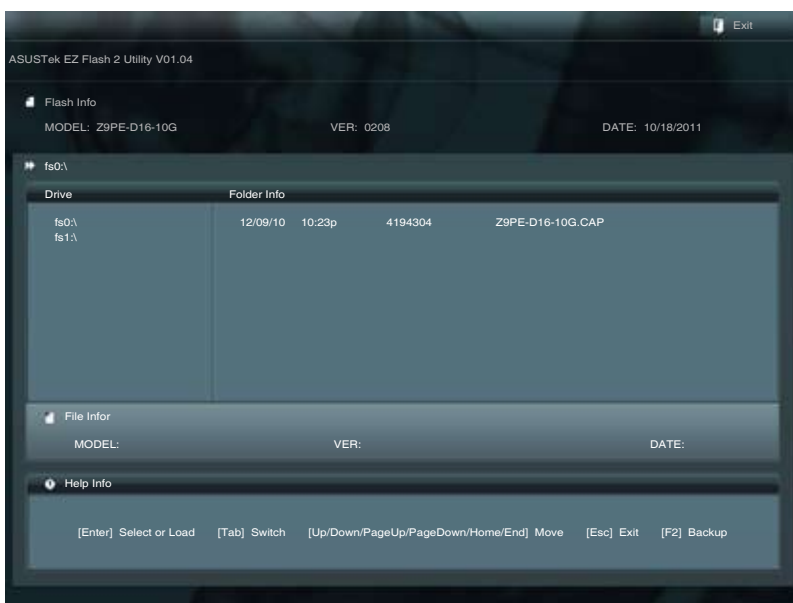 Exit
ASUSTek EZ Flash 2 Utility V01.04
Flash Info
MODEL: Z9PE-D16-10G VER: 0208 DATE: 10/18/2011
fs0:\
Drive Folder Info
fs0:\ 12/09/10 10:23p 4194304 Z9PE-D16-10G.CAP
fs1:\
File Infor
MODEL: VER: DATE:
Help Info
[Enter] Select or Load [Tab] Switch [Up/Down/PageUp/PageDown/Home/End] Move [Esc] Exit [F2] Backup